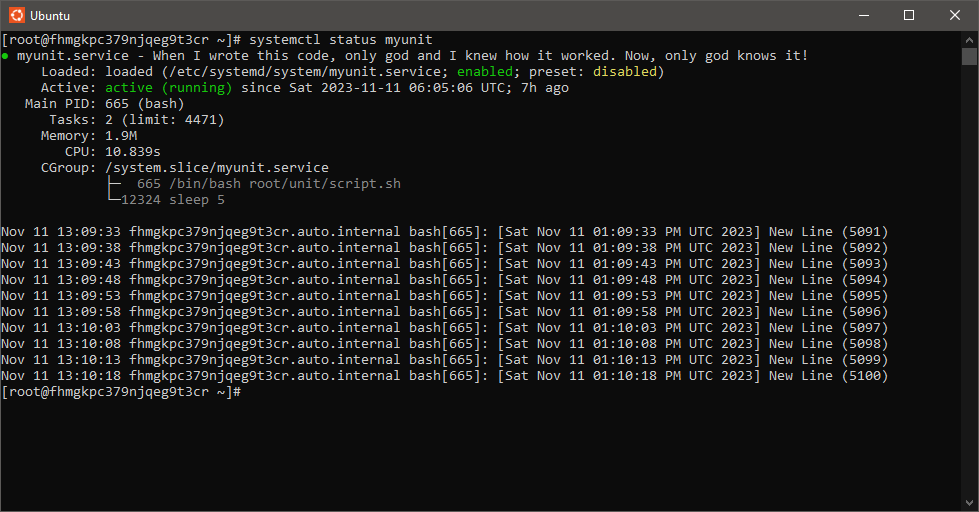 Ubuntu
[root@fhmgkpc379njqeg9t3cr ~]# systemctl status myunit
● myunit.service - When I wrote this code, only god and I knew how it worked. Now, only god knows it!
     Loaded: loaded (/etc/systemd/system/myunit.service; enabled; preset: disabled)
     Active: active (running) since Sat 2023-11-11 06:05:06 UTC; 7h ago
   Main PID: 665 (bash)
      Tasks: 2 (limit: 4471)
     Memory: 1.9M
        CPU: 10.839s
     CGroup: /system.slice/myunit.service
             ├─  665 /bin/bash root/unit/script.sh
             └─12324 sleep 5
Nov 11 13:09:33 fhmgkpc379njqeg9t3cr.auto.internal bash[665]: [Sat Nov 11 01:09:33 PM UTC 2023] New Line (5091)
Nov 11 13:09:38 fhmgkpc379njqeg9t3cr.auto.internal bash[665]: [Sat Nov 11 01:09:38 PM UTC 2023] New Line (5092)
Nov 11 13:09:43 fhmgkpc379njqeg9t3cr.auto.internal bash[665]: [Sat Nov 11 01:09:43 PM UTC 2023] New Line (5093)
Nov 11 13:09:48 fhmgkpc379njqeg9t3cr.auto.internal bash[665]: [Sat Nov 11 01:09:48 PM UTC 2023] New Line (5094)
Nov 11 13:09:53 fhmgkpc379njqeg9t3cr.auto.internal bash[665]: [Sat Nov 11 01:09:53 PM UTC 2023] New Line (5095)
Nov 11 13:09:58 fhmgkpc379njqeg9t3cr.auto.internal bash[665]: [Sat Nov 11 01:09:58 PM UTC 2023] New Line (5096)
Nov 11 13:10:03 fhmgkpc379njqeg9t3cr.auto.internal bash[665]: [Sat Nov 11 01:10:03 PM UTC 2023] New Line (5097)
Nov 11 13:10:08 fhmgkpc379njqeg9t3cr.auto.internal bash[665]: [Sat Nov 11 01:10:08 PM UTC 2023] New Line (5098)
Nov 11 13:10:13 fhmgkpc379njqeg9t3cr.auto.internal bash[665]: [Sat Nov 11 01:10:13 PM UTC 2023] New Line (5099)
Nov 11 13:10:18 fhmgkpc379njqeg9t3cr.auto.internal bash[665]: [Sat Nov 11 01:10:18 PM UTC 2023] New Line (5100)
[root@fhmgkpc379njqeg9t3cr ~]#